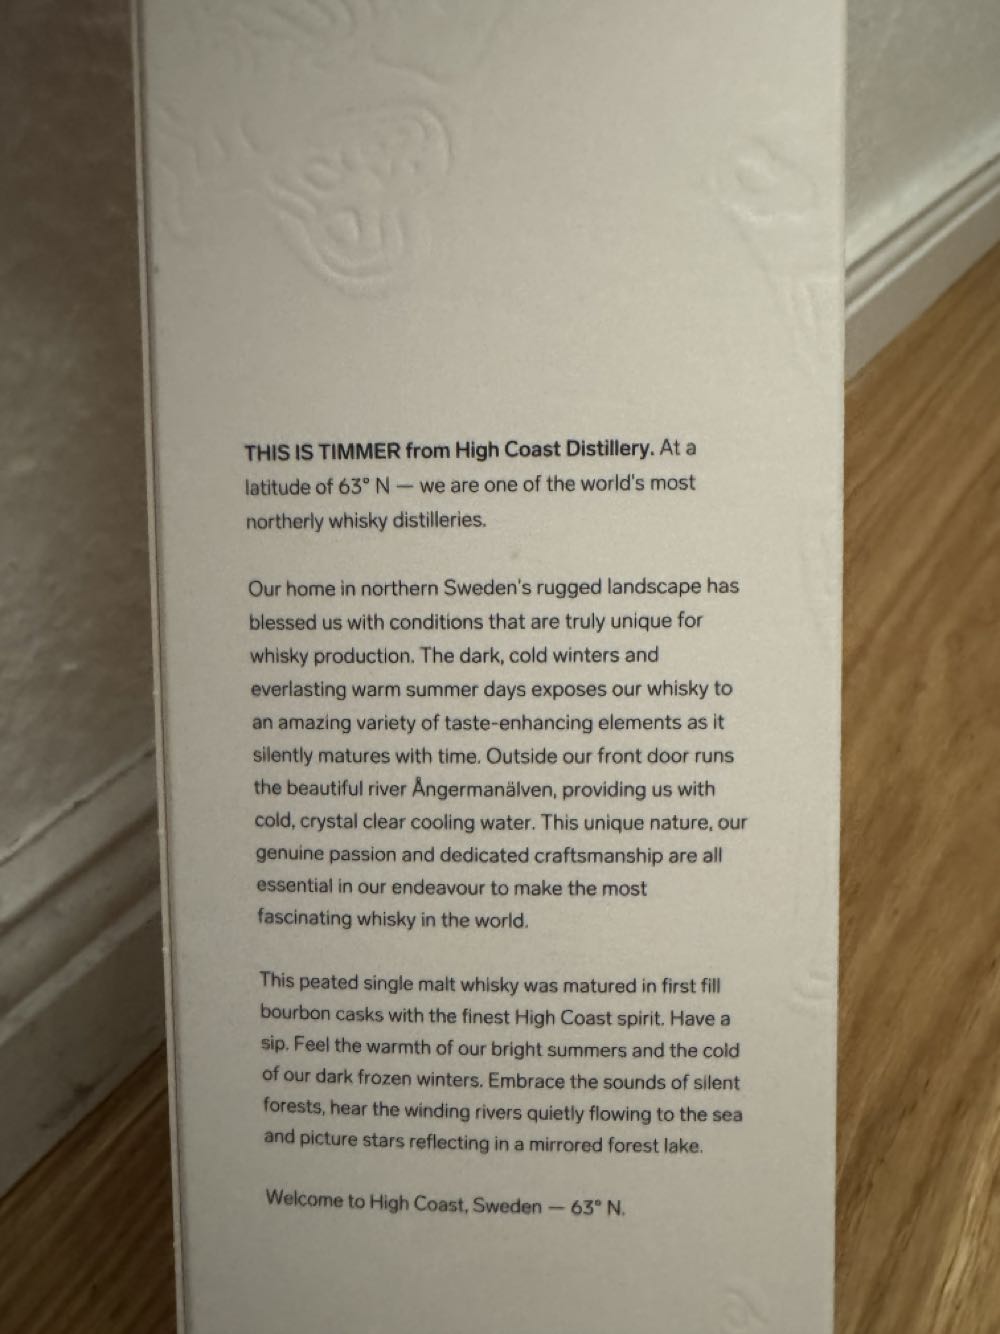 THIS IS TIMMER from High Coast Distillery. At a
latitude of 63° N — we are one of the world's most
northerly whisky distilleries.
Our home in northern Sweden's rugged landscape has
blessed us with conditions that are truly unique for
whisky production. The dark, cold winters and
everlasting warm summer days exposes our whisky to
an amazing variety of taste-enhancing elements as it
silently matures with time. Outside our front door runs
the beautiful river Ångermanälven, providing us with
cold, crystal clear cooling water. This unique nature, our
genuine passion and dedicated craftsmanship are all
essential in our endeavour to make the most
fascinating whisky in the world.
This peated single malt whisky was matured in first fill
bourbon casks with the finest High Coast spirit. Have a
sip. Feel the warmth of our bright summers and the cold
of our dark frozen winters. Embrace the sounds of silent
forests, hear the winding rivers quietly flowing to the sea
and picture stars reflecting in a mirrored forest lake.
Welcome to High Coast, Sweden — 63° N.